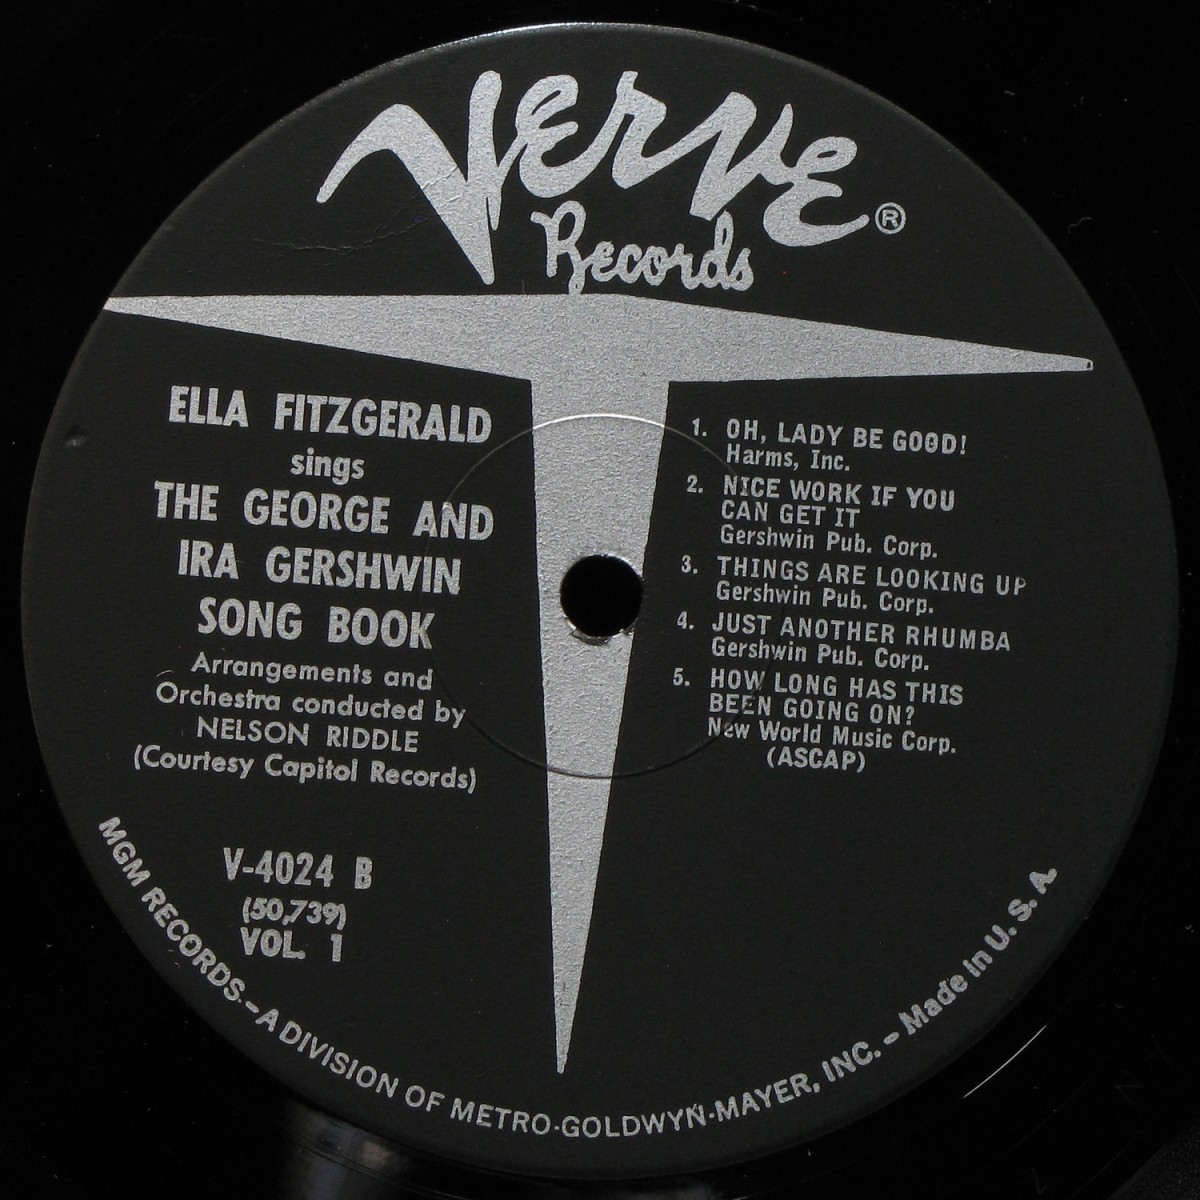 Verve
Records ®
ELLA FITZGERALD
sings
THE GEORGE AND
IRA GERSHWIN
SONG BOOK
Arrangements and
Orchestra conducted by
NELSON RIDDLE
(Courtesy Capitol Records)
V-4024 B
(50,739)
VOL. 1
1. OH, LADY BE GOOD!
Harms, Inc.
2. NICE WORK IF YOU
CAN GET IT
Gershwin Pub. Corp.
3. THINGS ARE LOOKING UP
Gershwin Pub. Corp.
4. JUST ANOTHER RHUMBA
Gershwin Pub. Corp.
5. HOW LONG HAS THIS
BEEN GOING ON?
New World Music Corp.
(ASCAP)
MGM RECORDS.–A DIVISION OF METRO-GOLDWYN-MAYER, INC. – Made in U. S. A.